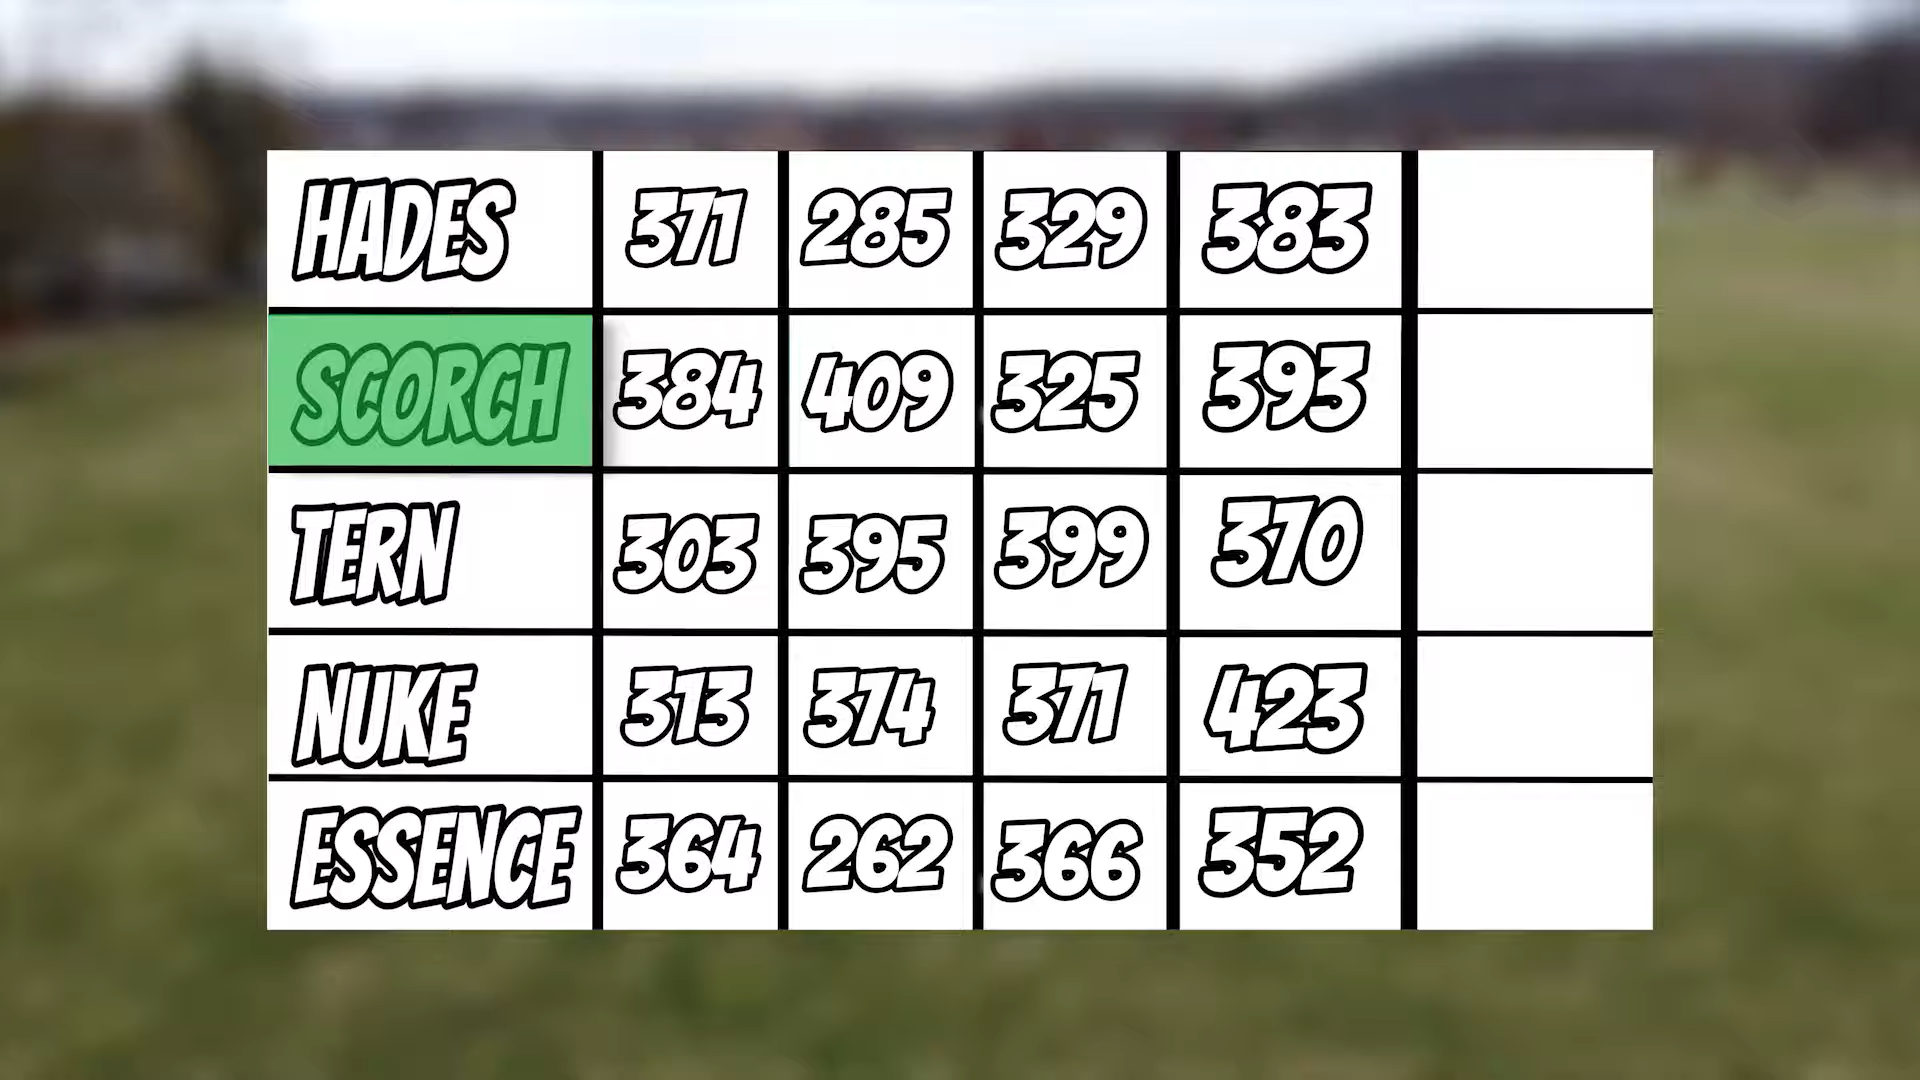 HADES 371 285 329 383
SCORCH 384 409 325 393
TERN 303 395 399 370
NUKE 313 374 371 423
ESSENCE 364 262 366 352